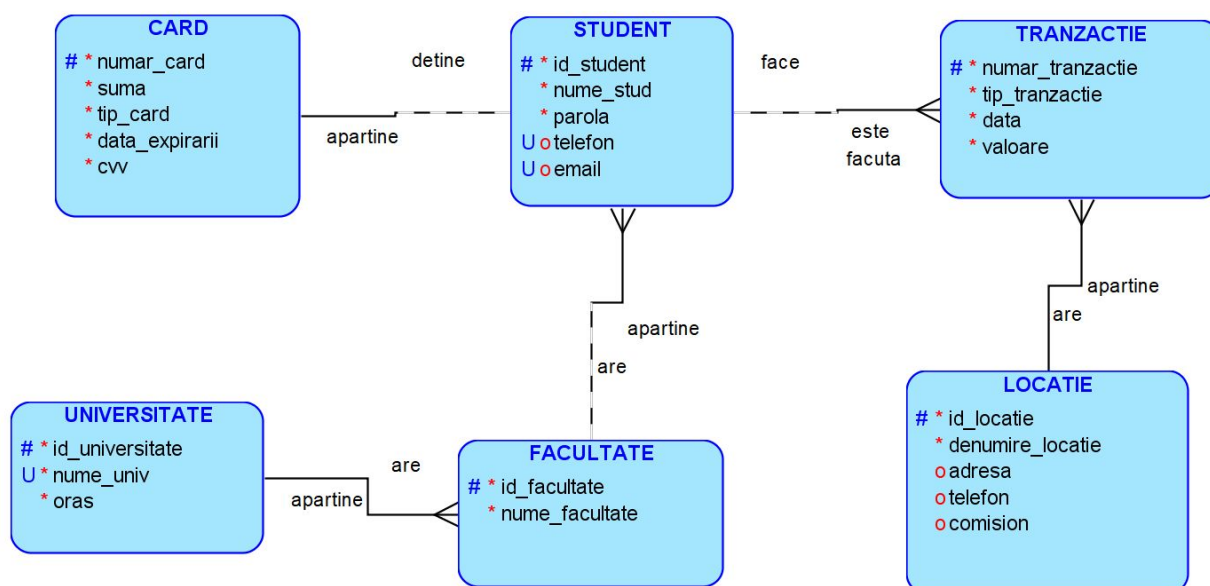 CARD
# * numar_card
* suma
* tip_card
* data_expirarii
* cvv
detine
apartine
STUDENT
# * id_student
* nume_stud
* parola
U o telefon
U o email
face
este
facuta
TRANZACTIE
# * numar_tranzactie
* tip_tranzactie
* data
* valoare
apartine
are
apartine
are
UNIVERSITATE
# * id_universitate
U * nume_univ
* oras
are
apartine
FACULTATE
# * id_facultate
* nume_facultate
LOCATIE
# * id_locatie
* denumire_locatie
o adresa
o telefon
o comision